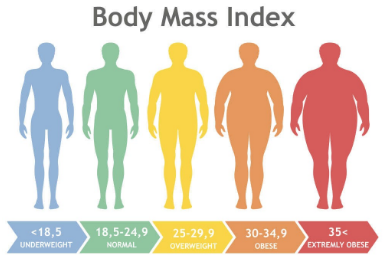 Body Mass Index
<18,5
UNDERWEIGHT
18,5-24,9
NORMAL
25-29,9
OVERWEIGHT
30-34,9
OBESE
35<
EXTREMLY OBESE